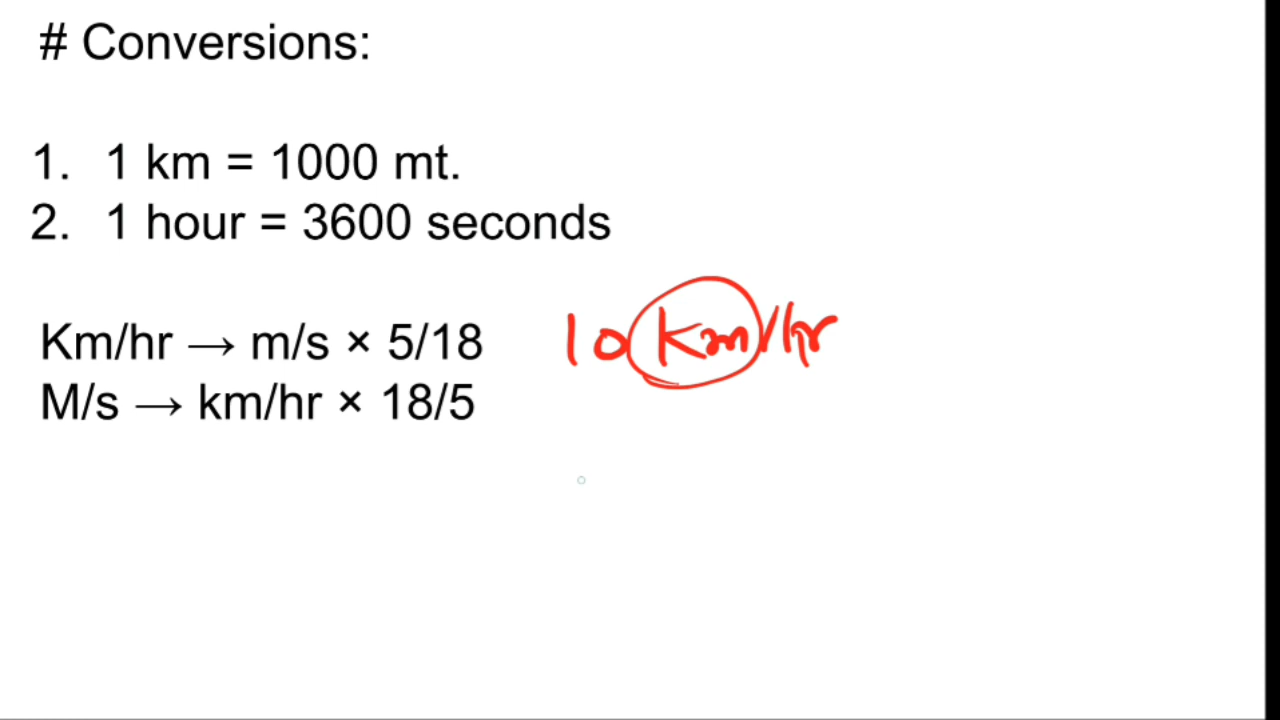 # Conversions:
1. 1 km = 1000 mt.
2. 1 hour = 3600 seconds
Km/hr → m/s × 5/18
10 Km/hr
M/s → km/hr × 18/5